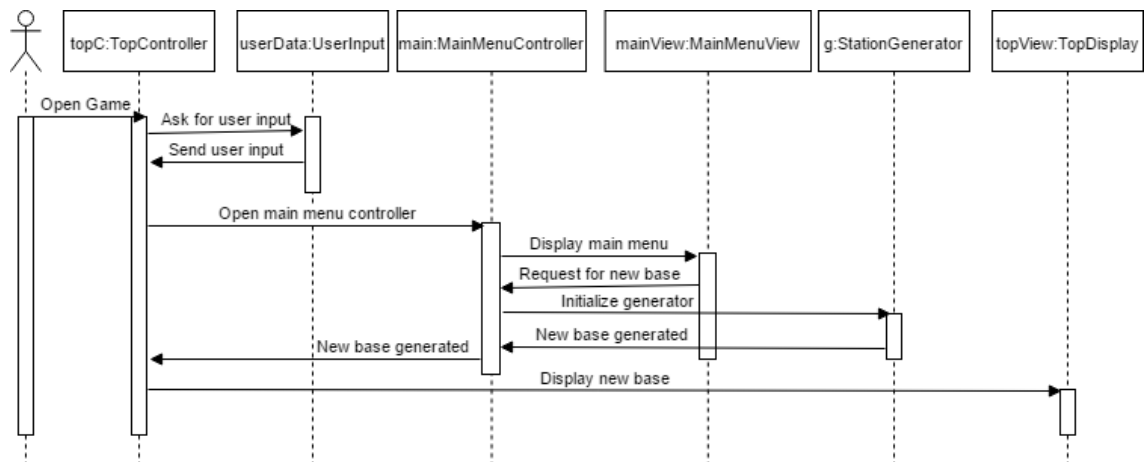 topC:TopController
userData:UserInput
main:MainMenuController
mainView:MainMenuView
g:StationGenerator
topView:TopDisplay
Open Game
Ask for user input
Send user input
Open main menu controller
Display main menu
Request for new base
Initialize generator
New base generated
New base generated
Display new base